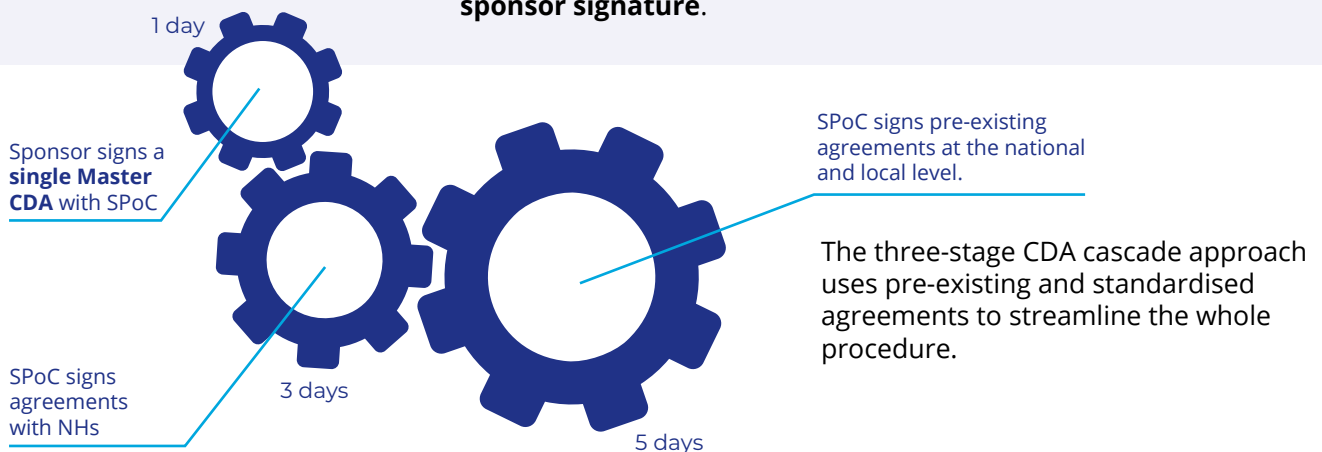 sponsor signature.
1 day
Sponsor signs a
single Master
CDA with SPoC
SPoC signs pre-existing
agreements at the national
and local level.
The three-stage CDA cascade approach
uses pre-existing and standardised
agreements to streamline the whole
procedure.
SPoC signs
agreements
with NHs
3 days
5 days